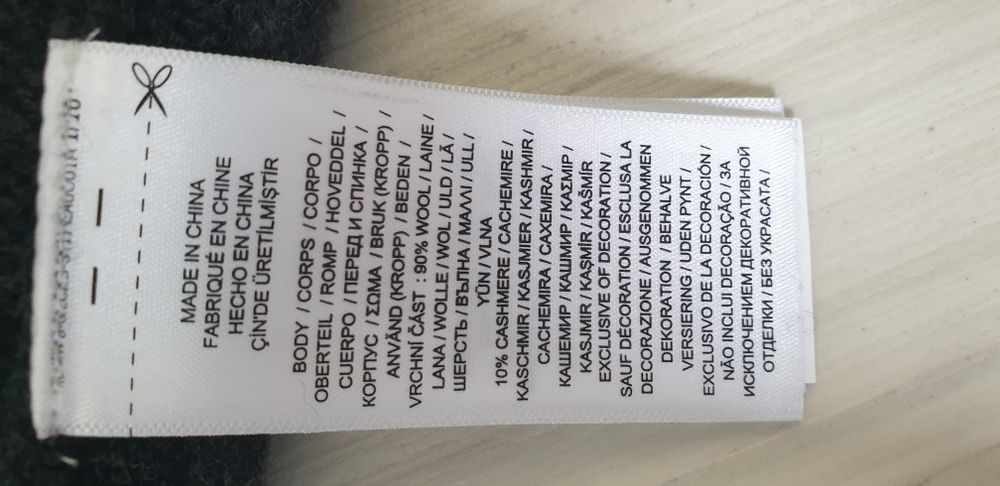 MADE IN CHINA
FABRIQUÉ EN CHINE
HECHO EN CHINA
ÇİN'DE ÜRETİLMİŞTİR
BODY / CORPS / CORPO /
OBERTEIL / ROMP / HOVEDDEL /
CUERPO / ПЕРЕД И СПИНКА /
КОРПУС / ΣΩΜΑ / BRUK (KROPP) /
ANVÄND (KROPP) / BEDEN /
VRCHNÍ ČÁST : 90% WOOL / LAINE /
LANA / WOLLE / WOL / ULD / LÃ /
ШЕРСТЬ / ВЪЛНА / ΜΑΛΛΙ / ULL /
YÜN / VLNA
10% CASHMERE / CACHEMIRE /
KASCHMIR / KASJMIER / KASHMIR /
CACHEMIRA / CAXEMIRA /
КАШЕМИР / КАШМИР / ΚΑΣΜΙΡ /
KASJMIR / KAŞMİR / KAŠMÍR
EXCLUSIVE OF DECORATION /
SAUF DÉCORATION / ESCLUSA LA
DECORAZIONE / AUSGENOMMEN
DEKORATION / BEHALVE
VERSIERING / UDEN PYNT /
EXCLUSIVO DE LA DECORACIÓN /
NÃO INCLUI DECORAÇÃO / ЗА
ИСКЛЮЧЕНИЕМ ДЕКОРАТИВНОЙ
ОТДЕЛКИ / БЕЗ УКРАСАТА /